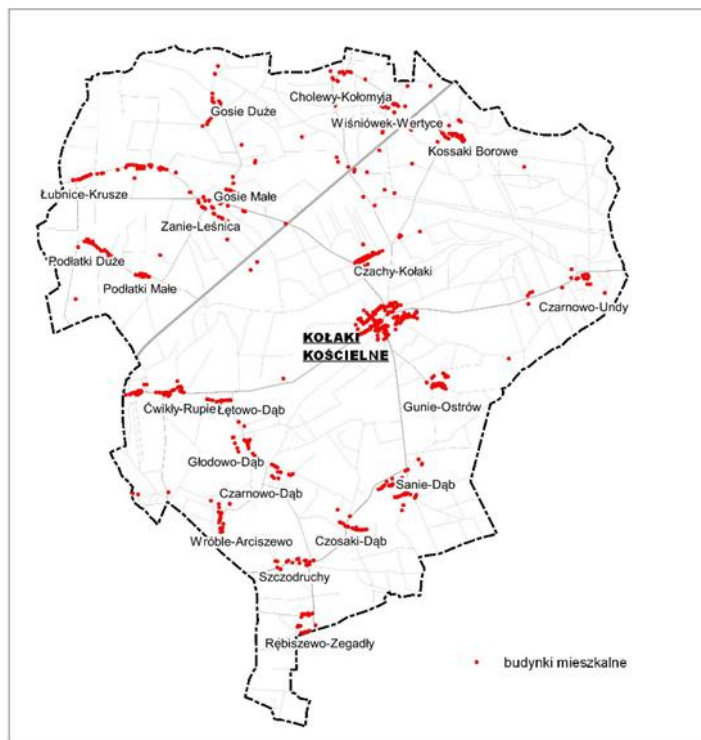 Cholewy-Kołomyja
Gosie Duże
Wiśniówek-Wertyce
Kossaki Borowe
Łubnice-Krusze
Gosie Małe
Zanie-Leśnica
Podłatki Duże
Czachy-Kołaki
Podłatki Małe
Czarnowo-Undy
KOŁAKI
KOŚCIELNE
Ćwikły-Rupie
Łętowo-Dąb
Gunie-Ostrów
Głodowo-Dąb
Sanie-Dąb
Czarnowo-Dąb
Wróble-Arciszewo
Czosaki-Dąb
Szczodruchy
Rębiszewo-Zegadły
budynki mieszkalne